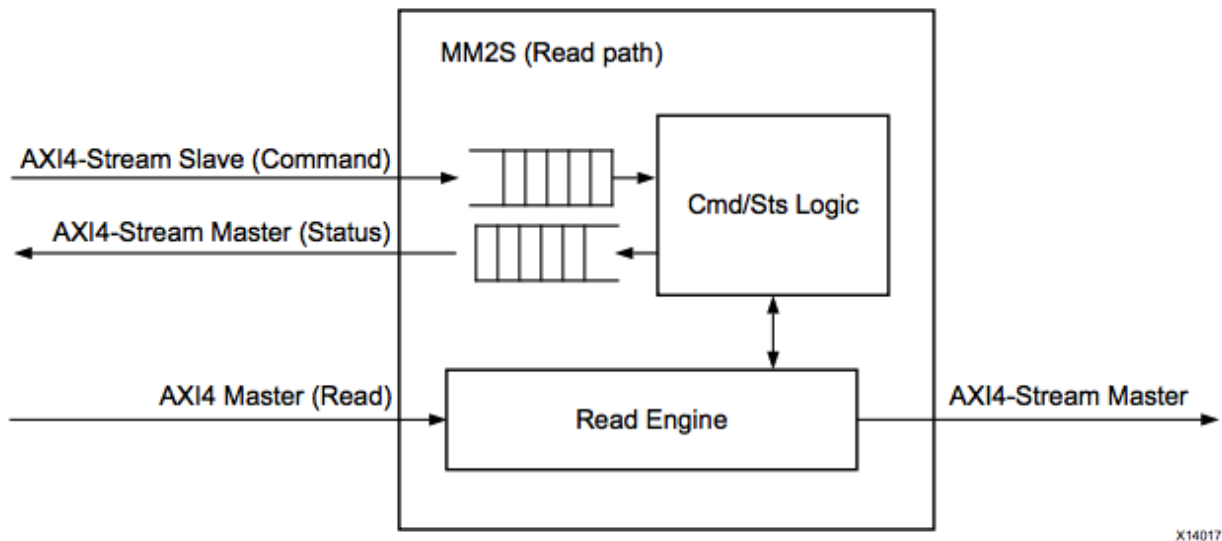 MM2S (Read path)
AXI4-Stream Slave (Command)
Cmd/Sts Logic
AXI4-Stream Master (Status)
AXI4 Master (Read)
Read Engine
AXI4-Stream Master
X14017